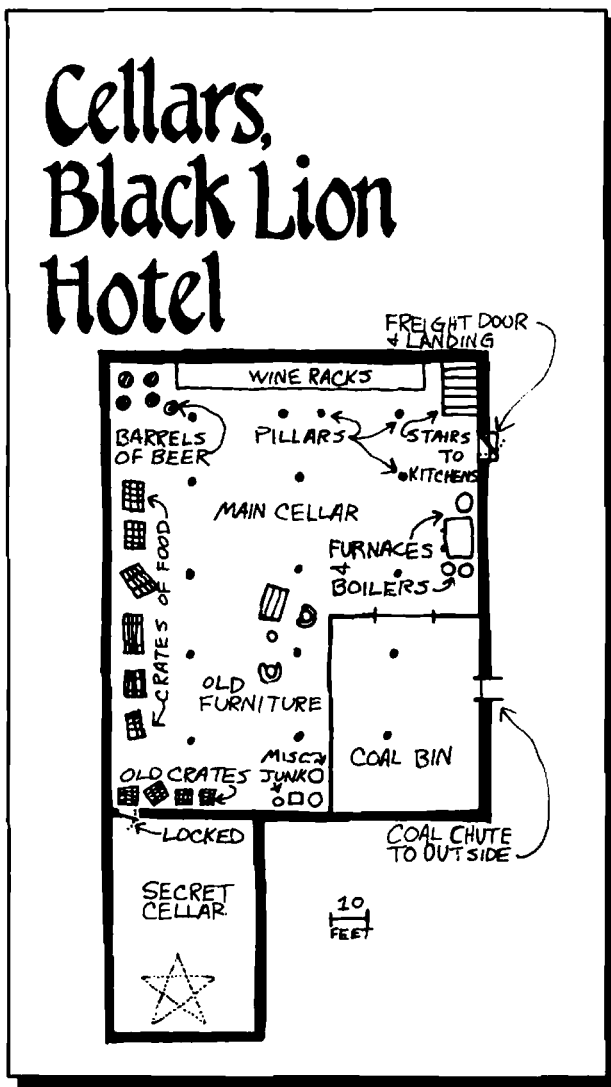 Cellars,
Black Lion
Hotel
FREIGHT DOOR
& LANDING
WINE RACKS
BARRELS
OF BEER
PILLARS
STAIRS
TO
KITCHENS
MAIN CELLAR
CRATES OF FOOD
FURNACES
&
BOILERS
OLD
FURNITURE
MISC
JUNK
COAL BIN
OLD CRATES
LOCKED
COAL CHUTE
TO OUTSIDE
SECRET
CELLAR
10
FEET